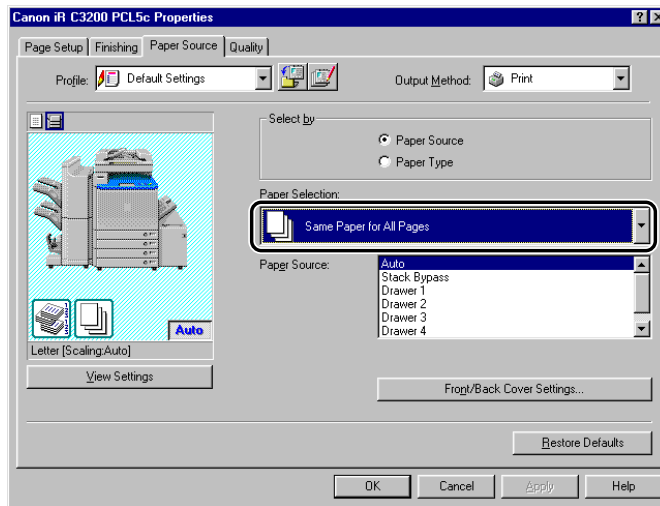 Canon iR C3200 PCL5c Properties
Page Setup Finishing Paper Source Quality
Profile: Default Settings Output Method: Print
Select by
Paper Source
Paper Type
Paper Selection:
Same Paper for All Pages
Paper Source:
Auto
Stack Bypass
Drawer 1
Drawer 2
Drawer 3
Drawer 4
Auto
Letter [Scaling:Auto]
View Settings
Front/Back Cover Settings...
Restore Defaults
OK Cancel Apply Help